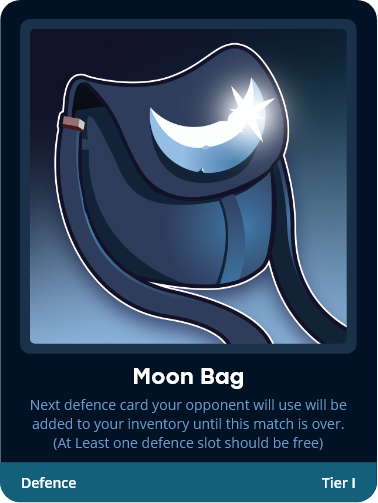 Moon Bag
Next defence card your opponent will use will be
added to your inventory until this match is over.
(At Least one defence slot should be free)
Defence
Tier I